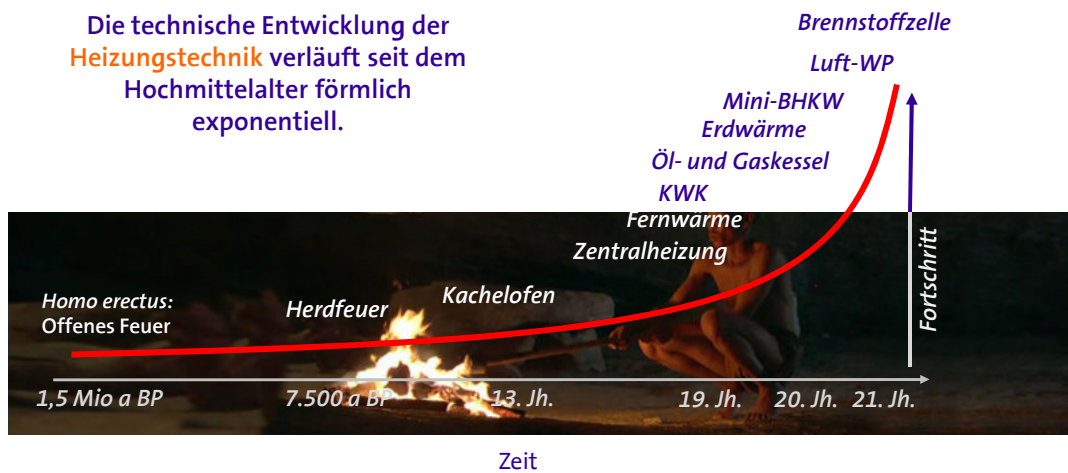 Die technische Entwicklung der
Heizungstechnik verläuft seit dem
Hochmittelalter förmlich
exponentiell.
Brennstoffzelle
Luft-WP
Mini-BHKW
Erdwärme
Öl- und Gaskessel
KWK
Fernwärme
Zentralheizung
Kachelofen
Herdfeuer
Homo erectus:
Offenes Feuer
Fortschritt
1,5 Mio a BP
7.500 a BP
13. Jh.
19. Jh.
20. Jh.
21. Jh.
Zeit